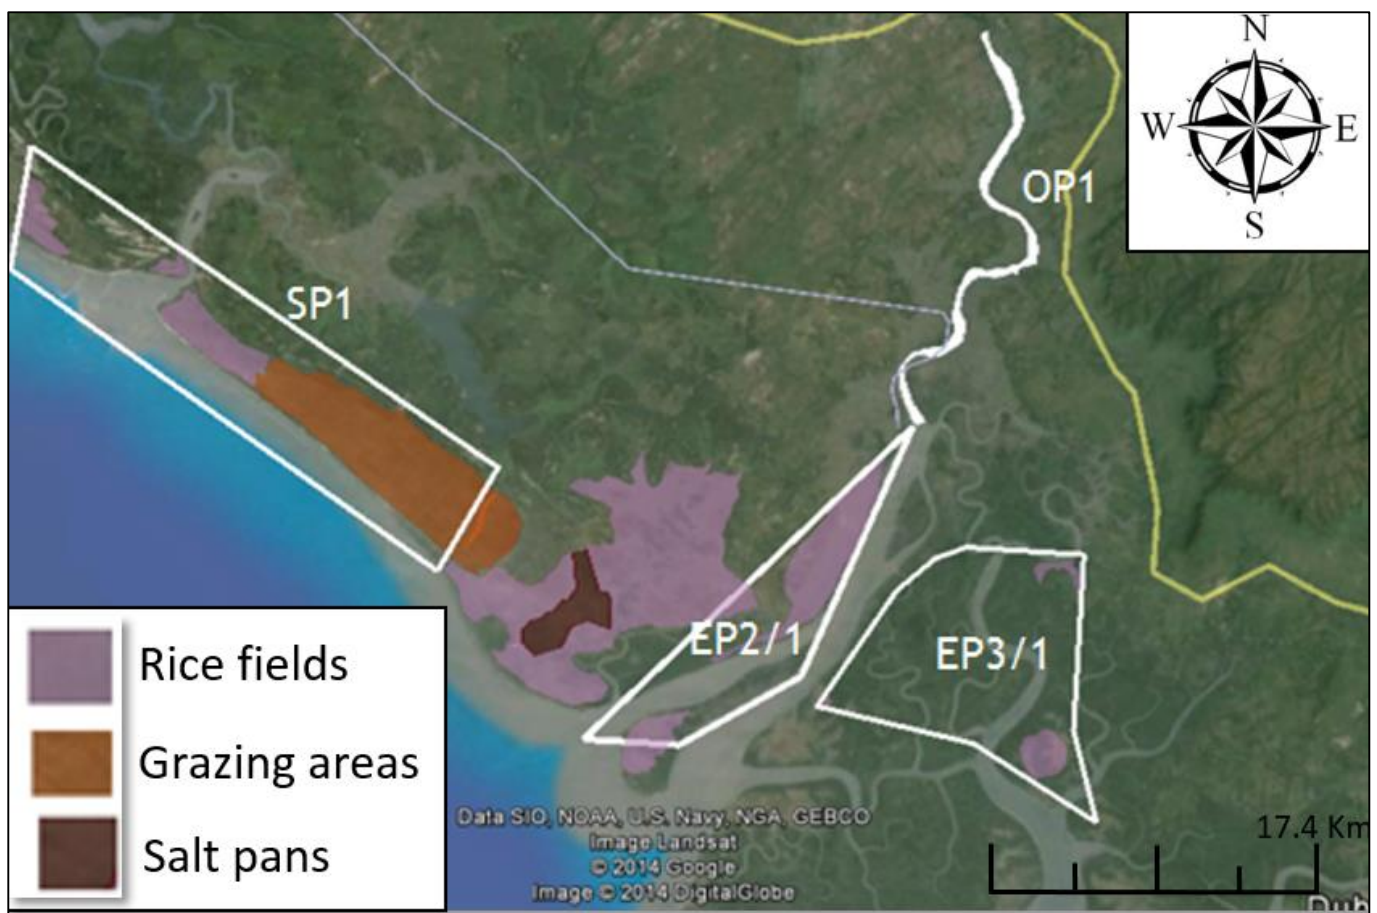 N
W E
S
OP1
SP1
EP2/1
EP3/1
Rice fields
Grazing areas
Salt pans
Data SIO, NOAA, U.S. Navy, NGA, GEBCO
Image Landsat
© 2014 Google
Image © 2014 DigitalGlobe
17.4 Km